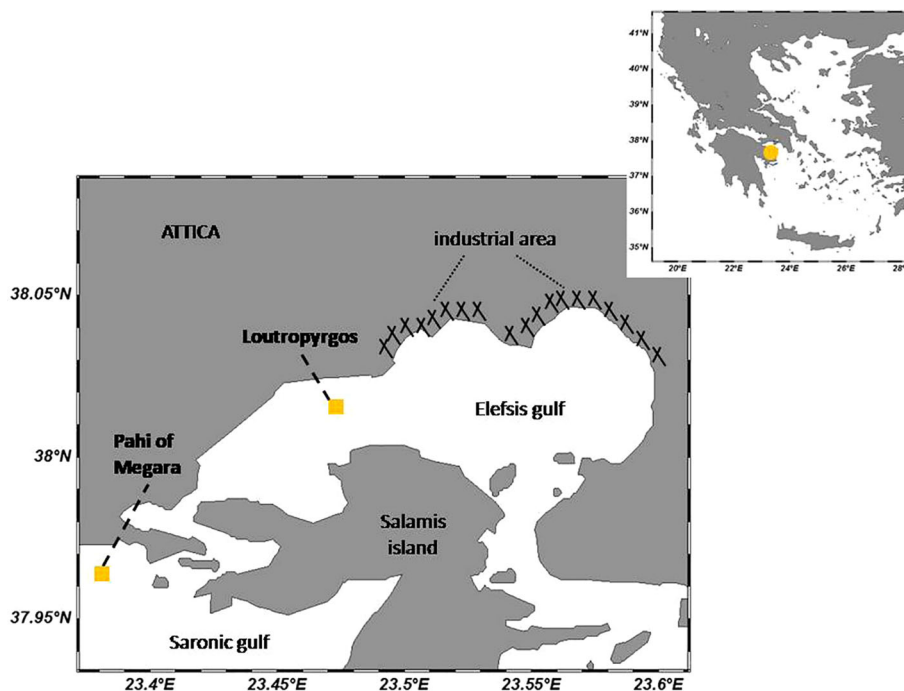 41°N
40°N
39°N
38°N
37°N
36°N
35°N
20°E
22°E
24°E
26°E
28°
ATTICA
industrial area
38.05°N
Loutropyrgos
Elefsis gulf
Pahi of
Megara
38°N
Salamis
island
37.95°N
Saronic gulf
23.4°E
23.45°E
23.5°E
23.55°E
23.6°E